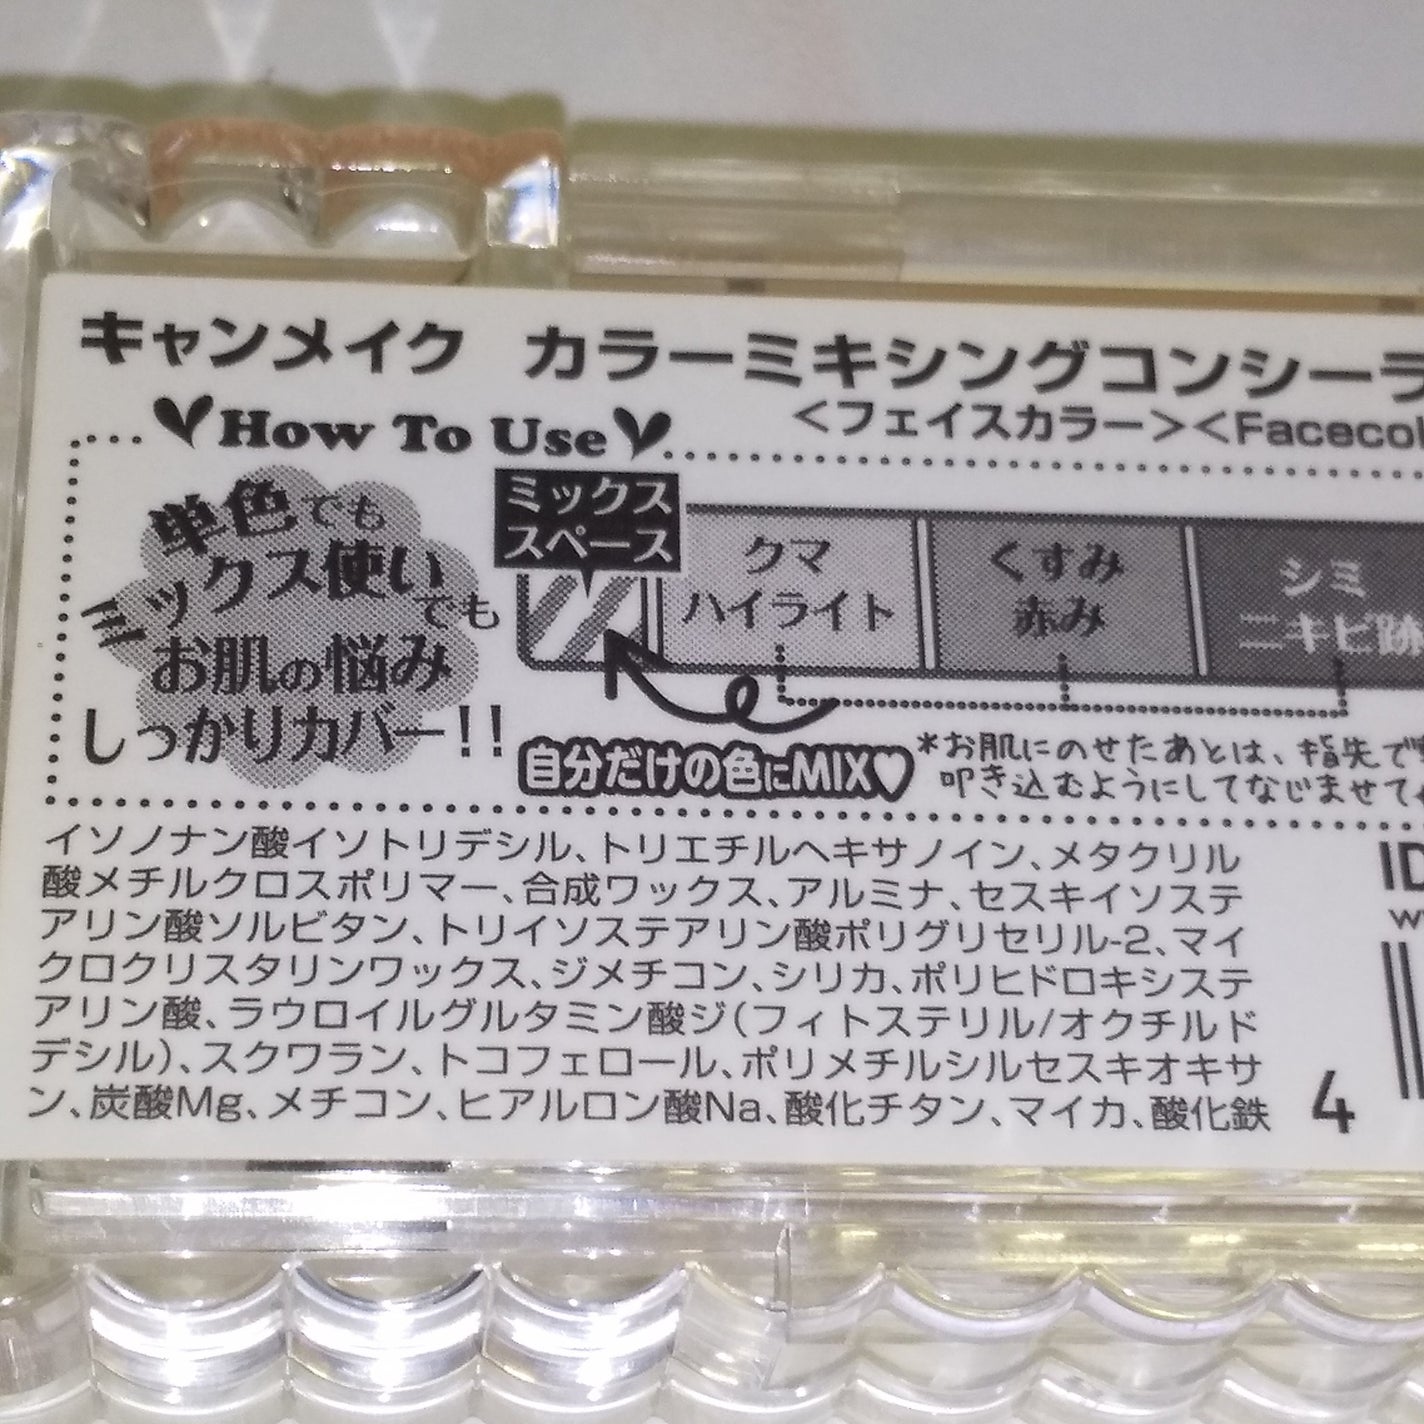 キャンメイク カラーミキシングコンシーラ
＜フェイスカラー＞＜Facecol
How To Use
単色でも
ミックス使いでも
お肌の悩み
しっかりカバー!!
ミックス
スペース
クマ
ハイライト
くすみ
赤み
シミ
ニキビ跡
自分だけの色にMIX♥
*お肌にのせたあとは、指先で
叩き込むようにしてなじませて
イソノナン酸イソトリデシル、トリエチルヘキサノイン、メタクリル
酸メチルクロスポリマー、合成ワックス、アルミナ、セスキイソステ
アリン酸ソルビタン、トリイソステアリン酸ポリグリセリル-2、マイ
クロクリスタリンワックス、ジメチコン、シリカ、ポリヒドロキシステ
アリン酸、ラウロイルグルタミン酸ジ(フィトステリル/オクチルド
デシル)、スクワラン、トコフェロール、ポリメチルシルセスキオキサ
ン、炭酸Mg、メチコン、ヒアルロン酸Na、酸化チタン、マイカ、酸化鉄
4
ID
w